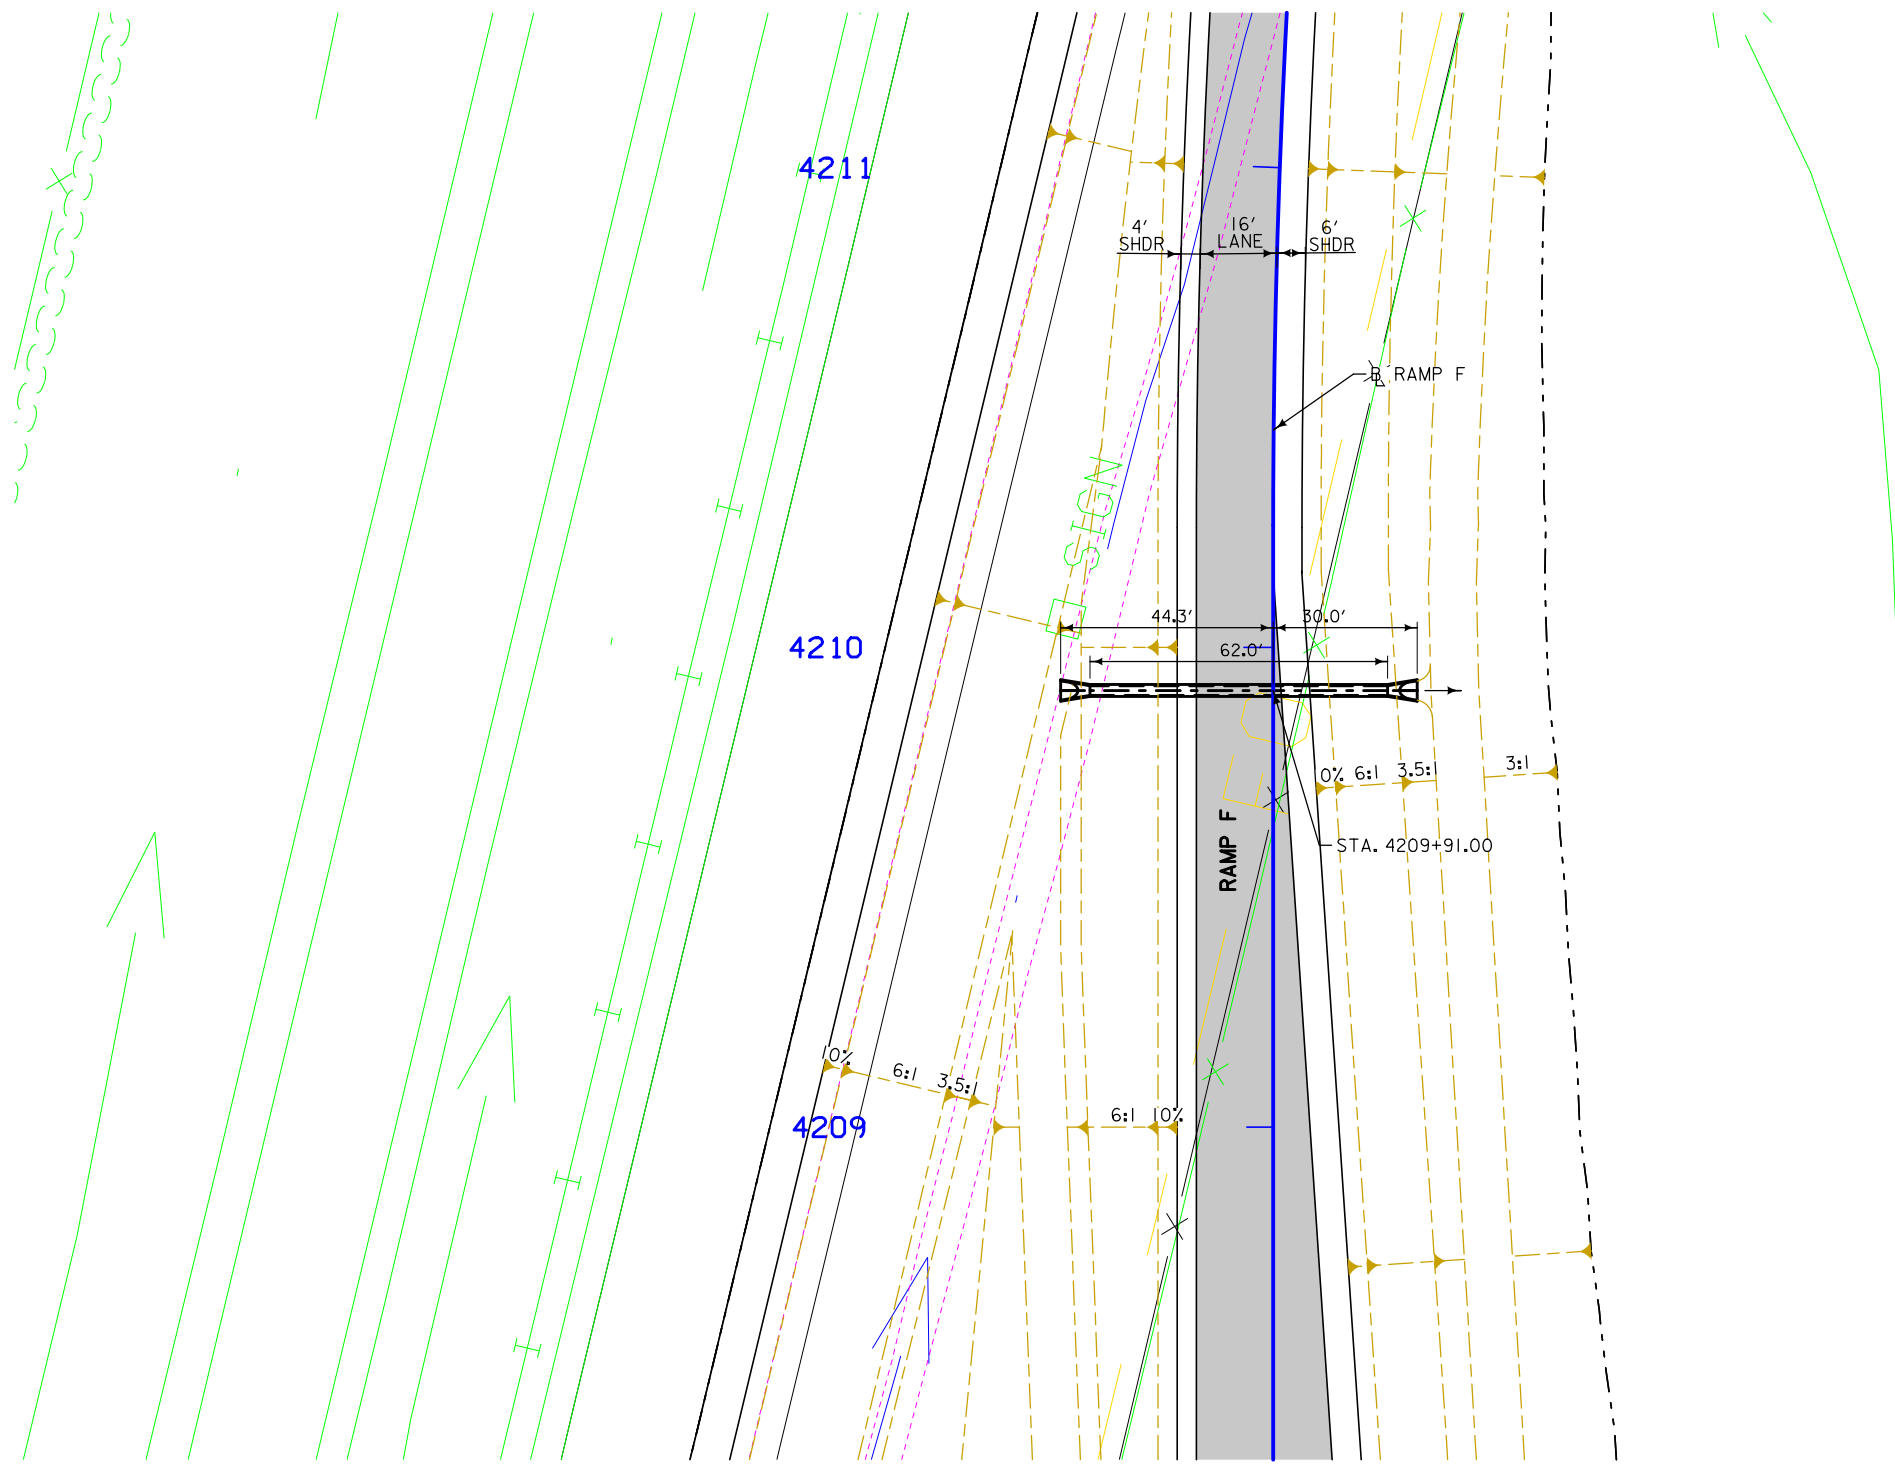 4211
4'
SHDR
16'
LANE
6'
SHDR
B RAMP F
SIGN
44.3'
30.0'
4210
62.0'
0% 6:1 3.5:1
3:1
RAMP F
STA. 4209+91.00
10%
6:1
3.5:1
4209
6:1 10%